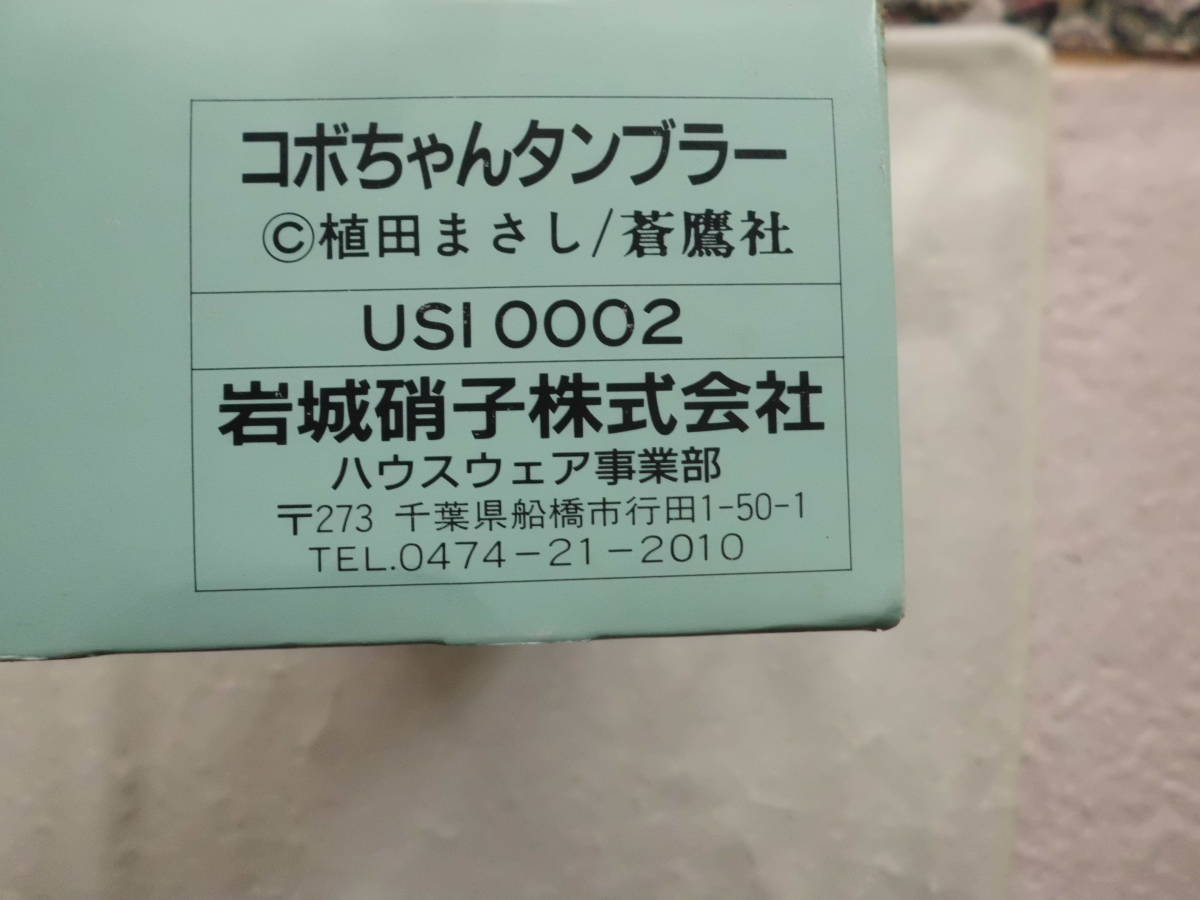 コボちゃんタンブラー
©植田まさし/蒼鷹社
USI 0002
岩城硝子株式会社
ハウスウェア事業部
〒273 千葉県船橋市行田1-50-1
TEL.0474-21-2010